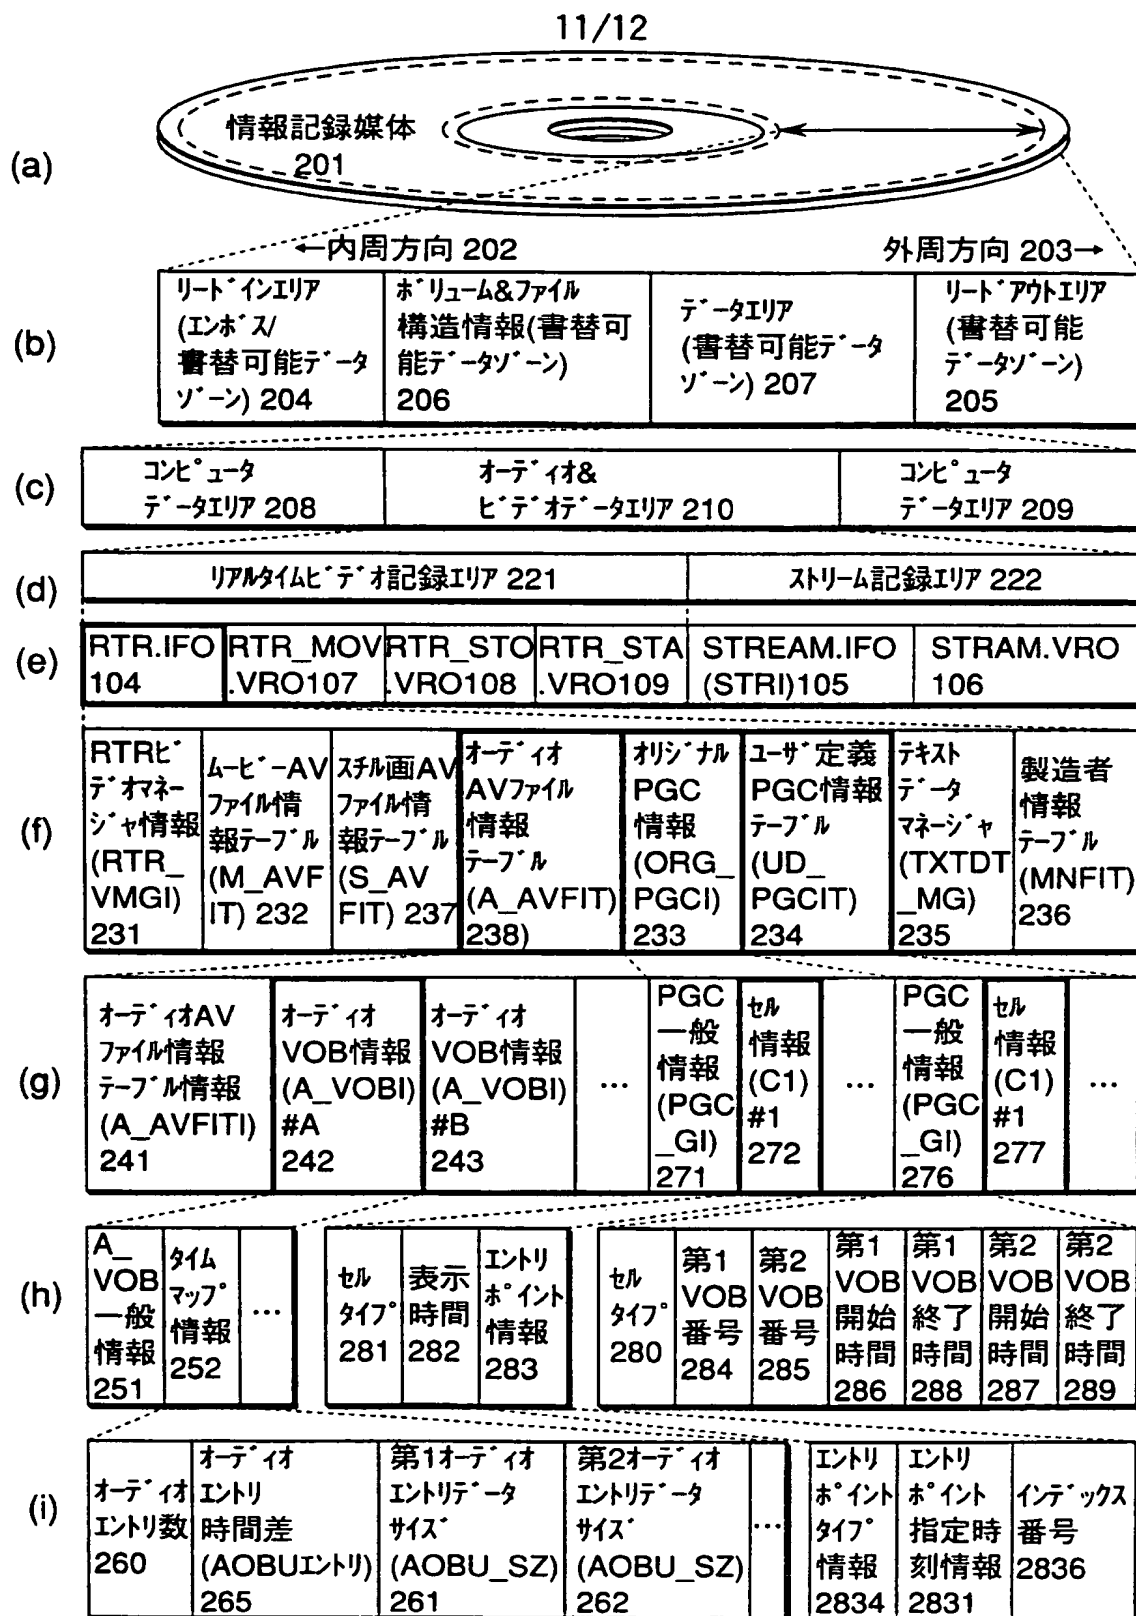 11/12
(a)
情報記録媒体
201
←内周方向 202
外周方向 203→
(b)
リードインエリア
(エンボス/
書替可能データ
ゾーン) 204
ボリューム&ファイル
構造情報(書替可
能データゾーン)
206
データエリア
(書替可能データ
ゾーン) 207
リードアウトエリア
(書替可能
データゾーン)
205
(c)
コンピュータ
データエリア 208
オーディオ&
ビデオデータエリア 210
コンピュータ
データエリア 209
(d)
リアルタイムビデオ記録エリア 221
ストリーム記録エリア 222
(e)
RTR.IFO
104
RTR_MOV
.VRO107
RTR_STO
.VRO108
RTR_STA
.VRO109
STREAM.IFO
(STRI)105
STRAM.VRO
106
(f)
RTRビ
デオマネー
ジャ情報
(RTR_
VMGI)
231
ムービーAV
ファイル情
報テーブル
(M_AVF
IT) 232
スチル画AV
ファイル情
報テーブル
(S_AV
FIT) 237
オーディオ
AVファイル
情報
テーブル
(A_AVFIT)
238)
オリジナル
PGC
情報
(ORG_
PGCI)
233
ユーザ定義
PGC情報
テーブル
(UD_
PGCIT)
234
テキスト
データ
マネージャ
(TXTDT
_MG)
235
製造者
情報
テーブル
(MNFIT)
236
(g)
オーディオAV
ファイル情報
テーブル情報
(A_AVFITI)
241
オーディオ
VOB情報
(A_VOBI)
#A
242
オーディオ
VOB情報
(A_VOBI)
#B
243
…
PGC
一般
情報
(PGC
_GI)
271
セル
情報
(C1)
#1
272
…
PGC
一般
情報
(PGC
_GI)
276
セル
情報
(C1)
#1
277
…
(h)
A_
VOB
一般
情報
251
タイム
マップ
情報
252
…
セル
タイプ
281
表示
時間
282
エントリ
ポイント
情報
283
セル
タイプ
280
第1
VOB
番号
284
第2
VOB
番号
285
第1
VOB
開始
時間
286
第1
VOB
終了
時間
288
第2
VOB
開始
時間
287
第2
VOB
終了
時間
289
(i)
オーディオ
エントリ数
260
オーディオ
エントリ
時間差
(AOBUエントリ)
265
第1オーディオ
エントリデータ
サイズ
(AOBU_SZ)
261
第2オーディオ
エントリデータ
サイズ
(AOBU_SZ)
262
…
エントリ
ポイント
タイプ
情報
2834
エントリ
ポイント
指定時
刻情報
2831
インデックス
番号
2836